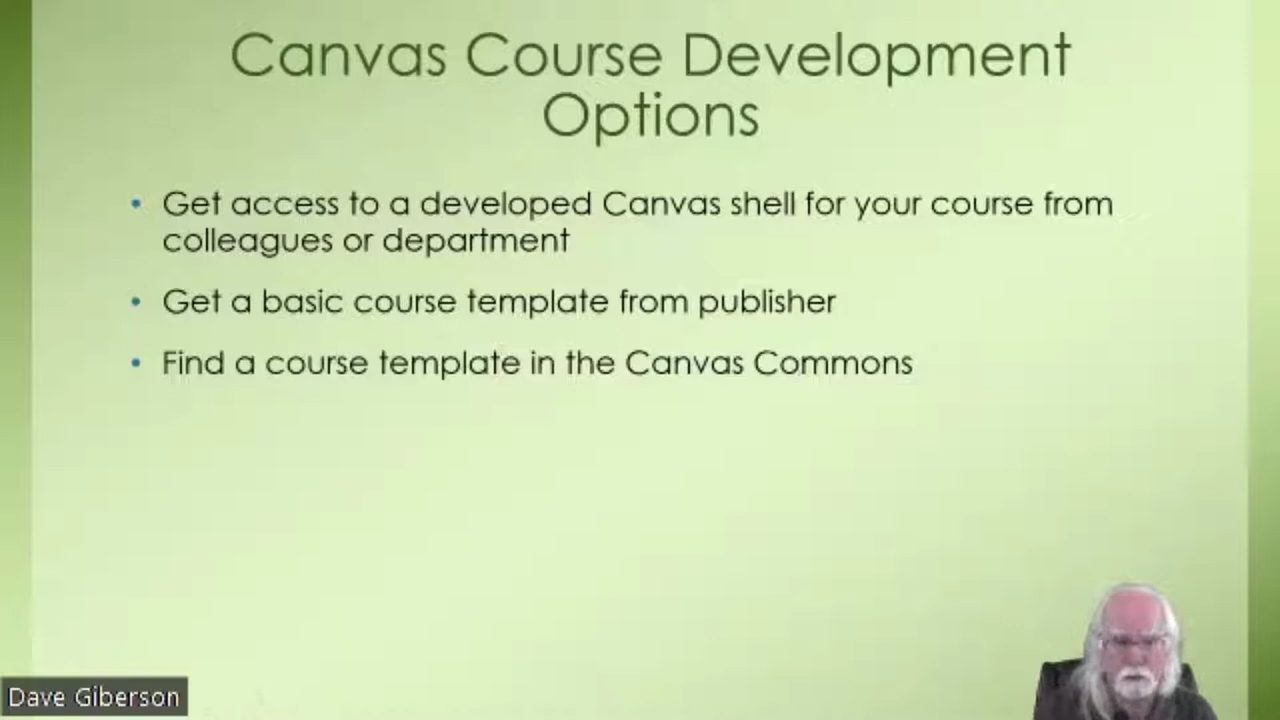 Canvas Course Development
Options
• Get access to a developed Canvas shell for your course from
colleagues or department
• Get a basic course template from publisher
• Find a course template in the Canvas Commons
Dave Giberson